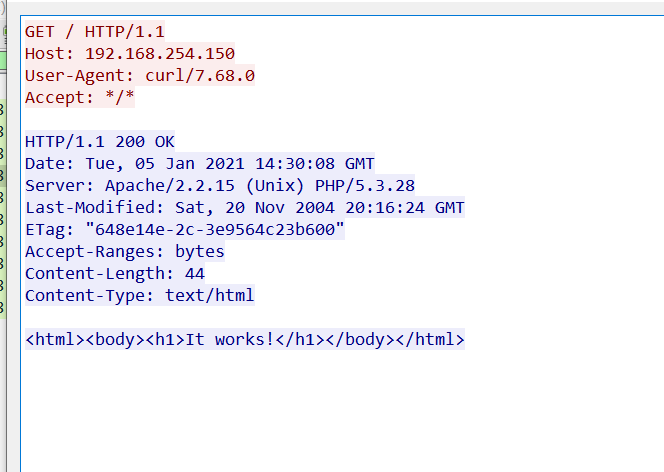 GET / HTTP/1.1
Host: 192.168.254.150
User-Agent: curl/7.68.0
Accept: */*
HTTP/1.1 200 OK
Date: Tue, 05 Jan 2021 14:30:08 GMT
Server: Apache/2.2.15 (Unix) PHP/5.3.28
Last-Modified: Sat, 20 Nov 2004 20:16:24 GMT
ETag: "648e14e-2c-3e9564c23b600"
Accept-Ranges: bytes
Content-Length: 44
Content-Type: text/html
<html><body><h1>It works!</h1></body></html>